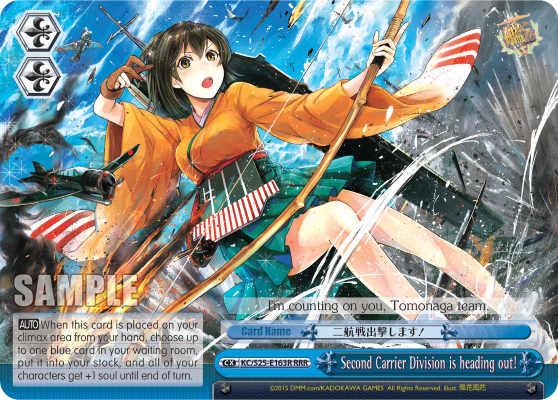 SAMPLE
I'm counting on you, Tomonaga team.
AUTO When this card is placed on your
climax area from your hand, choose up
to one blue card in your waiting room,
put it into your stock, and all of your
characters get +1 soul until end of turn.
Card Name 二航戦出撃します!
CX KC/S25-E163R RRR Second Carrier Division is heading out!
©2015 DMM.com/KADOKAWA GAMES All Rights Reserved Illust. 風花風花